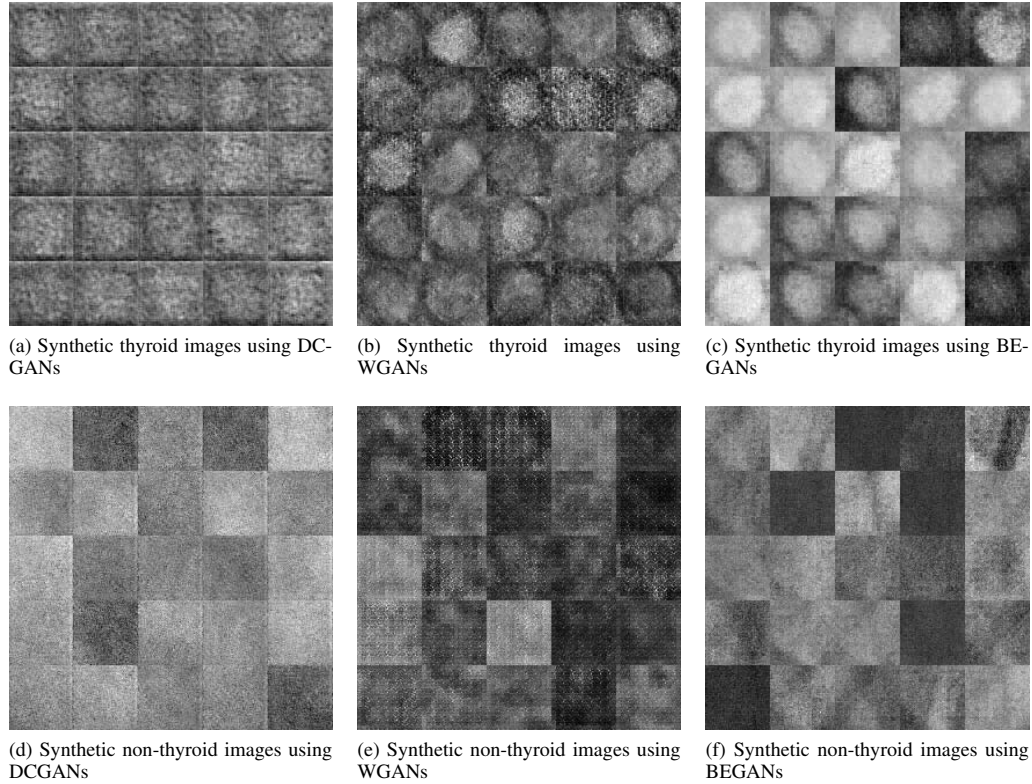 (a) Synthetic thyroid images using DC-
GANs
(b) Synthetic thyroid images using
WGANs
(c) Synthetic thyroid images using BE-
GANs
(d) Synthetic non-thyroid images using
DCGANs
(e) Synthetic non-thyroid images using
WGANs
(f) Synthetic non-thyroid images using
BEGANs